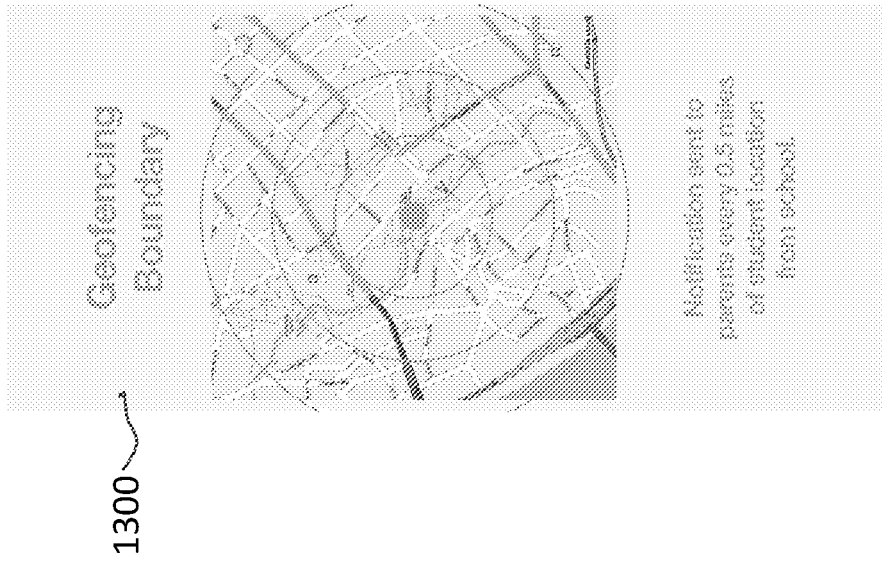 Geofencing
Boundary
Notification sent to
parents every 0.5 miles
of student location
from school.
1300